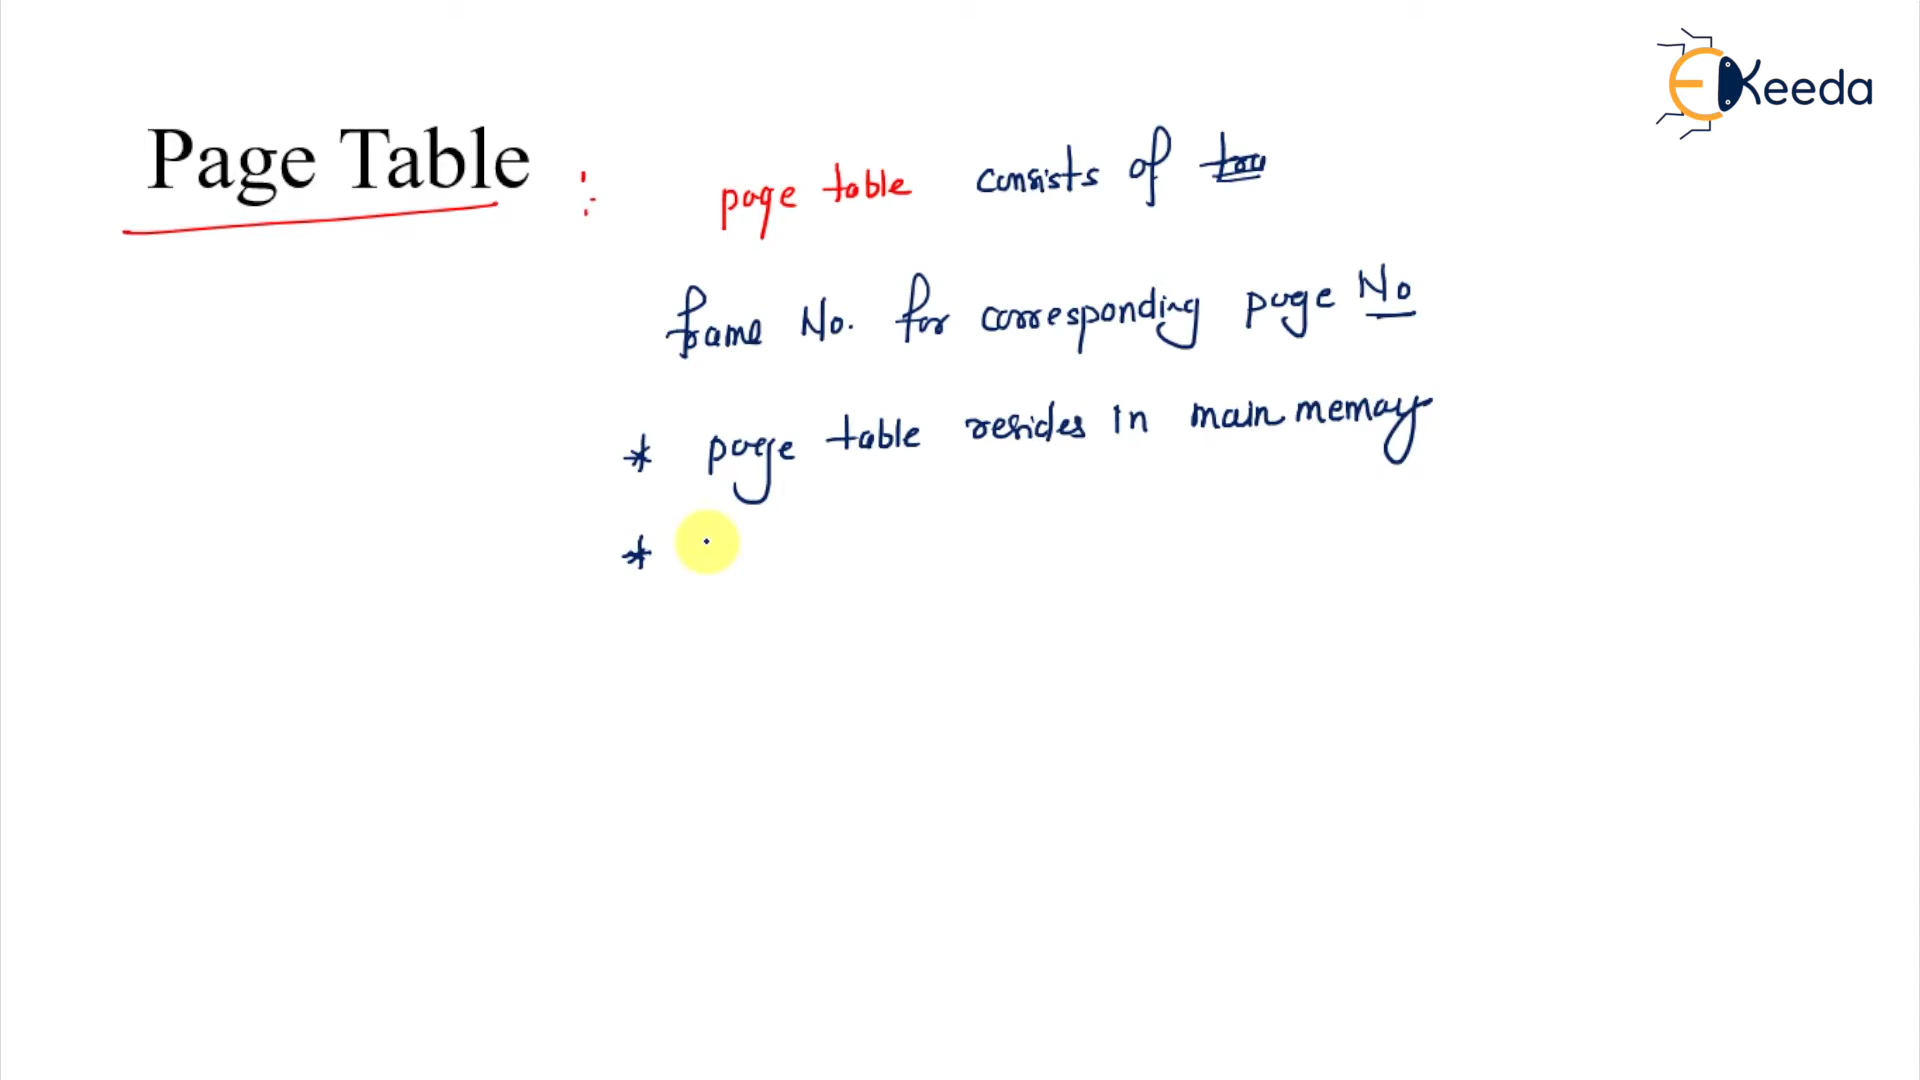 EKeeda
Page Table : page table consists of
frame No. for corresponding page No
* page table resides in main memory
*